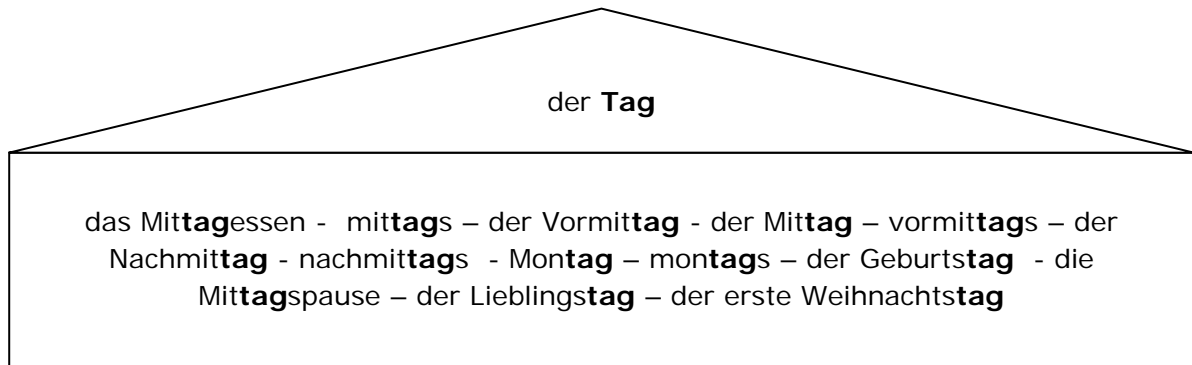 der Tag
das Mittagessen - mittags – der Vormittag - der Mittag – vormittags – der
Nachmittag - nachmittags - Montag – montags – der Geburtstag - die
Mittagspause – der Lieblingstag – der erste Weihnachtstag